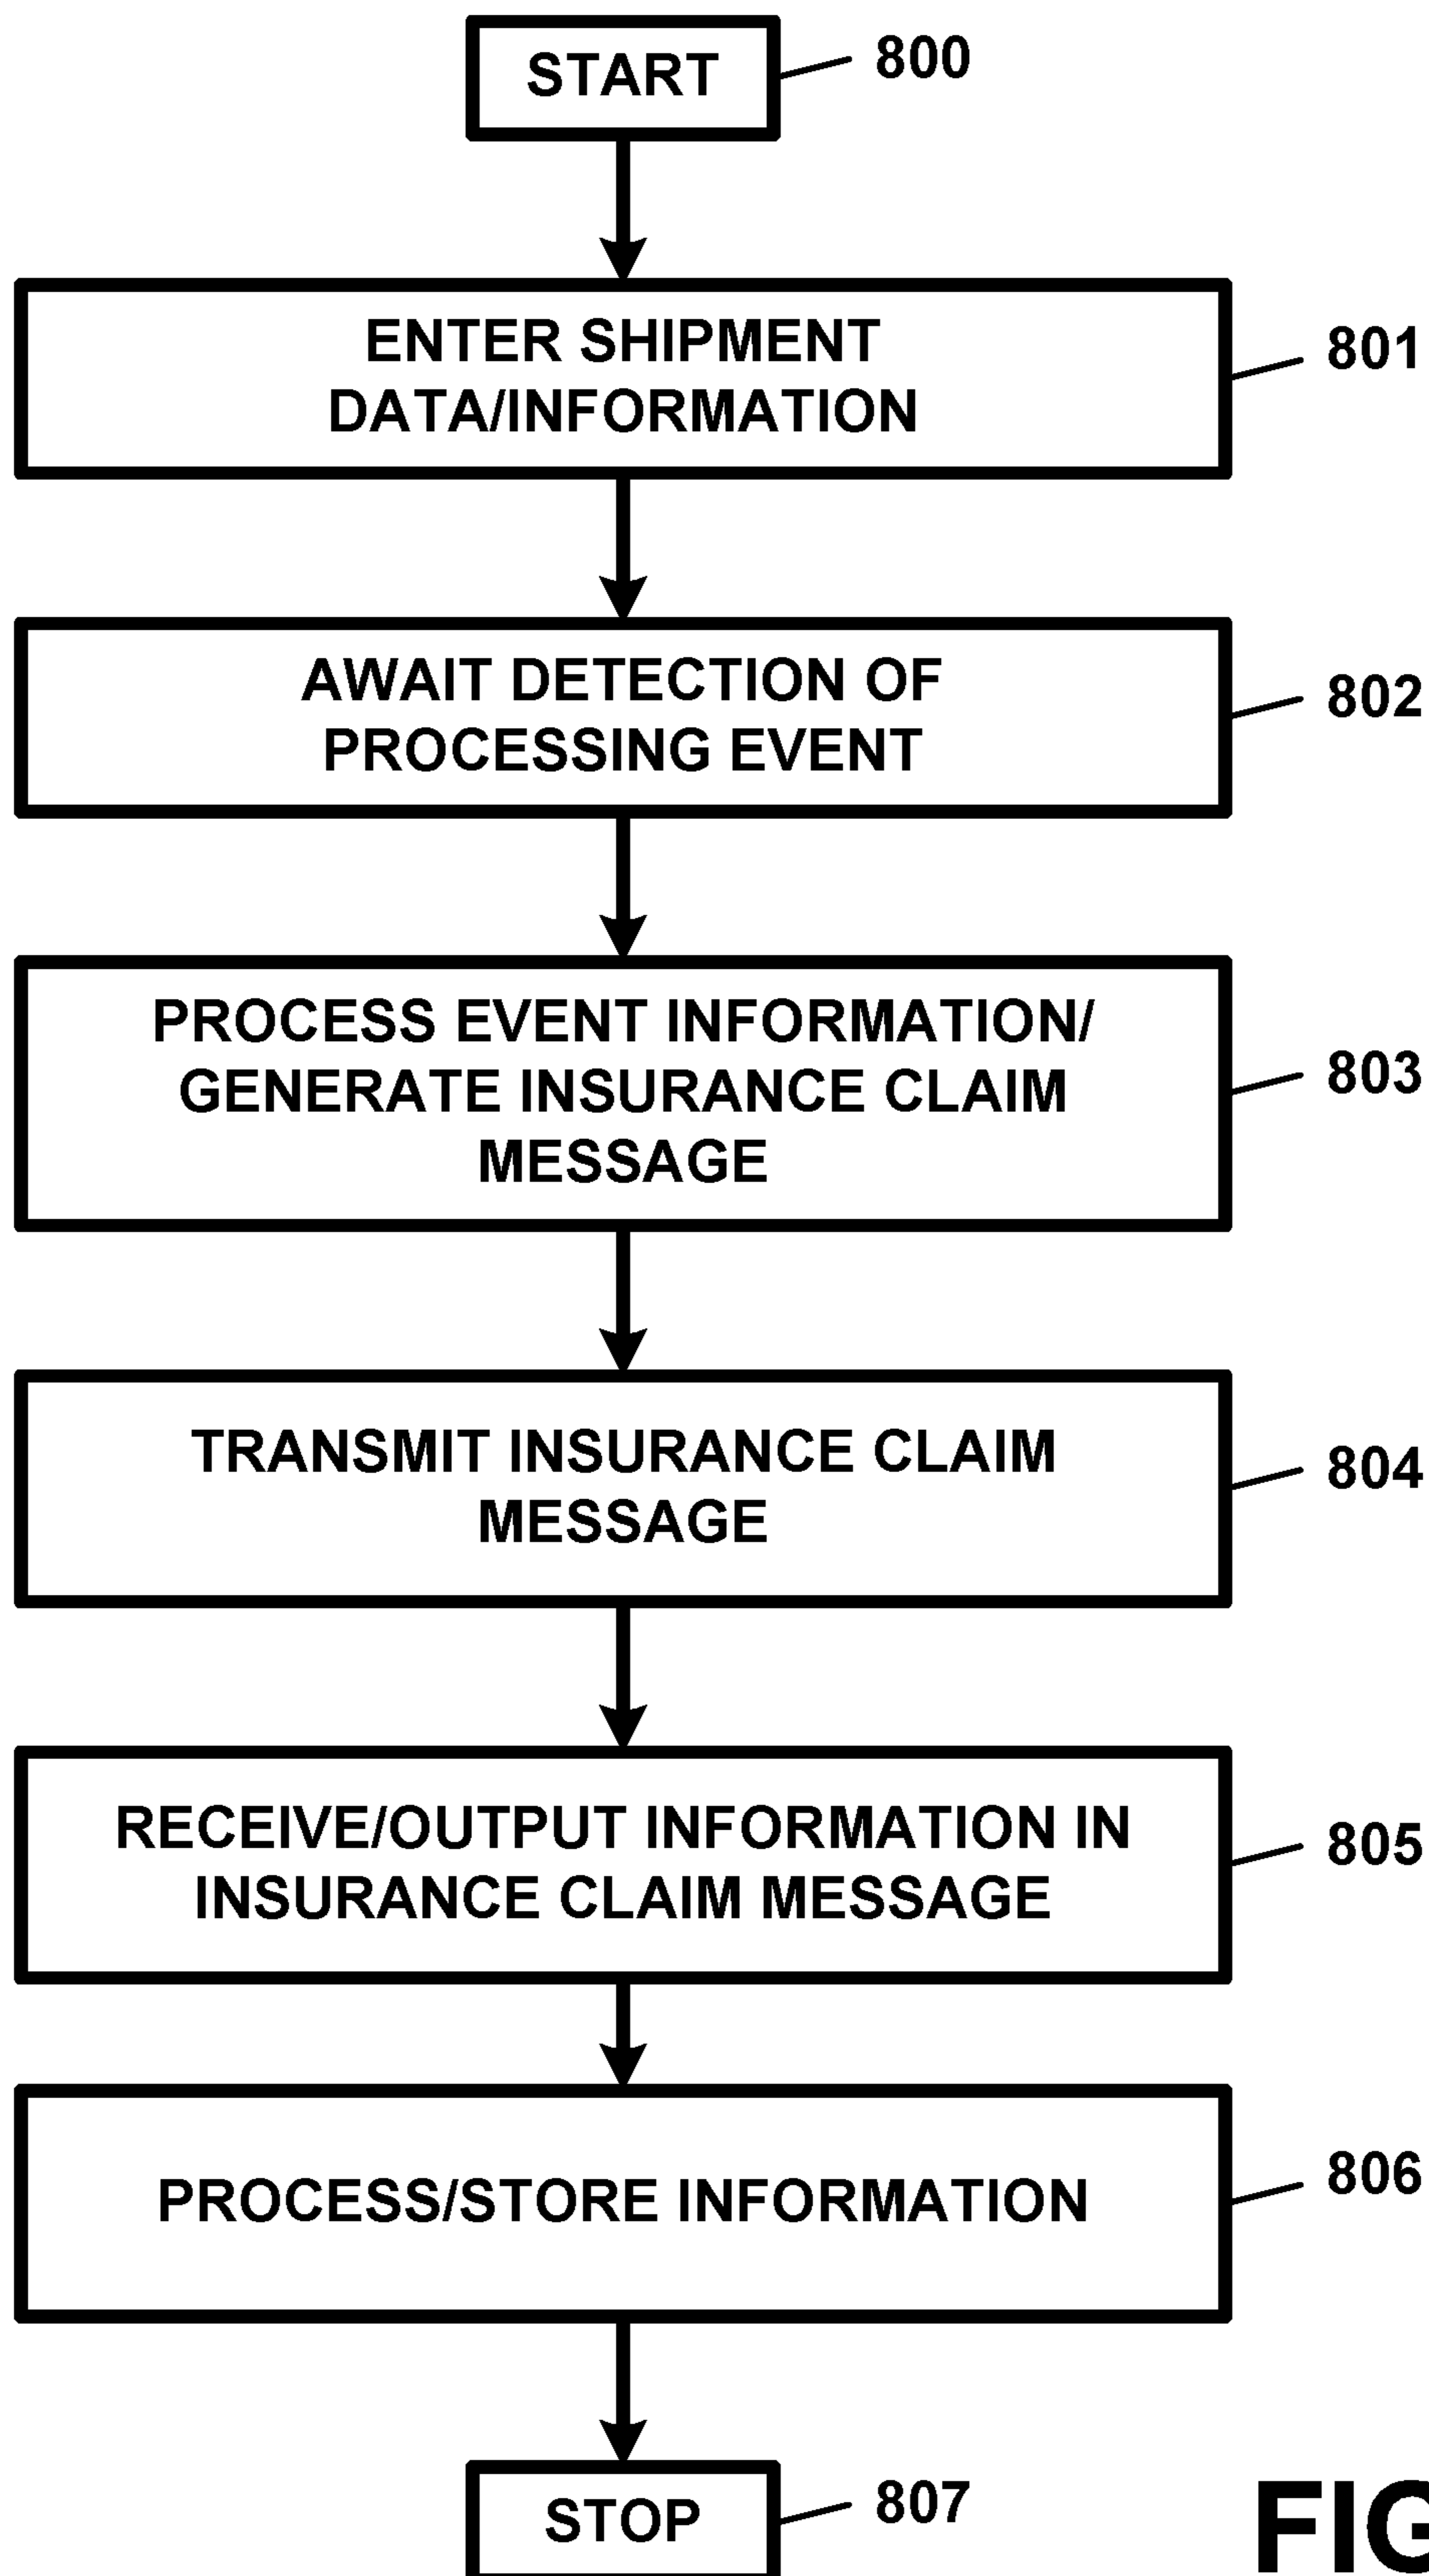 START
800
ENTER SHIPMENT
DATA/INFORMATION
801
AWAIT DETECTION OF
PROCESSING EVENT
802
PROCESS EVENT INFORMATION/
GENERATE INSURANCE CLAIM
MESSAGE
803
TRANSMIT INSURANCE CLAIM
MESSAGE
804
RECEIVE/OUTPUT INFORMATION IN
INSURANCE CLAIM MESSAGE
805
PROCESS/STORE INFORMATION
806
STOP
807
FIG